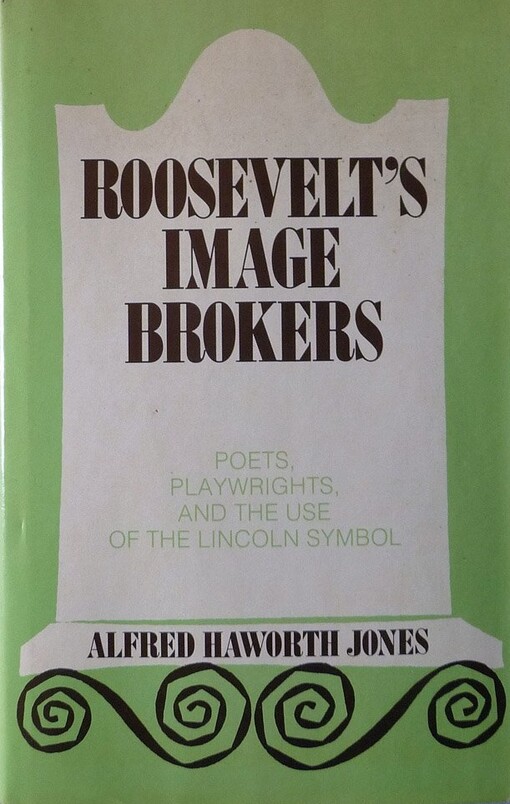 ROOSEVELT'S
IMAGE
BROKERS
POETS,
PLAYWRIGHTS,
AND THE USE
OF THE LINCOLN SYMBOL
ALFRED HAWORTH JONES